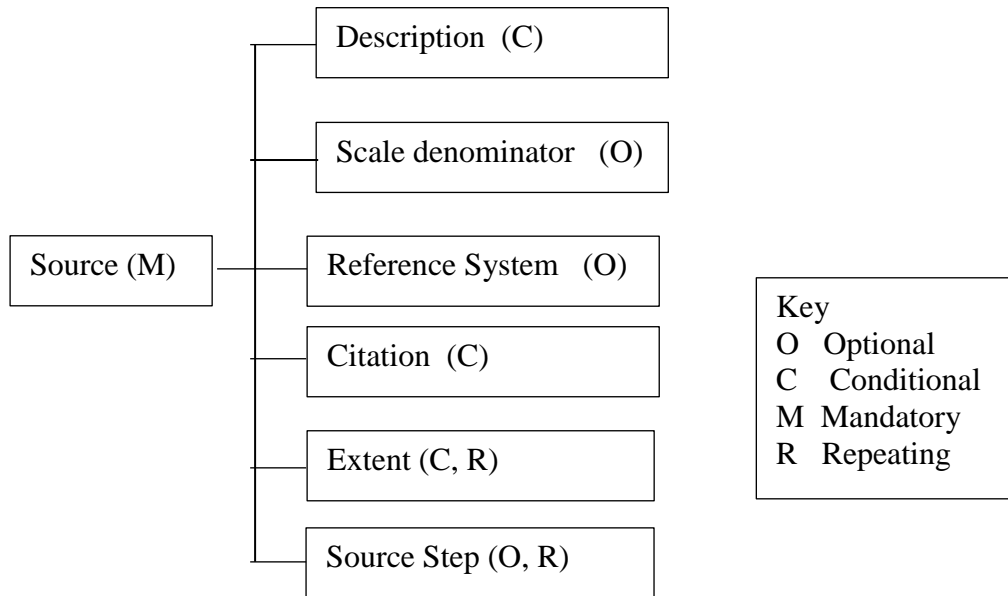 Description (C)
Scale denominator (O)
Source (M)
Reference System (O)
Citation (C)
Extent (C, R)
Source Step (O, R)
Key
O Optional
C Conditional
M Mandatory
R Repeating